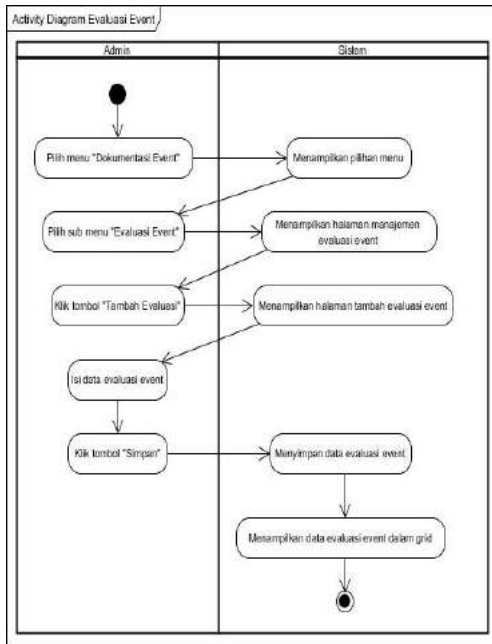 Activity Diagram Evaluasi Event
Admin
Sistem
Pilih menu "Dokumentasi Event"
Menampilkan pilihan menu
Pilih sub menu "Evaluasi Event"
Menampilkan halaman manajemen
evaluasi event
Klik tombol "Tambah Evaluasi"
Menampilkan halaman tambah evaluasi event
Isi data evaluasi event
Klik tombol "Simpan"
Menyimpan data evaluasi event
Menampilkan data evaluasi event dalam grid